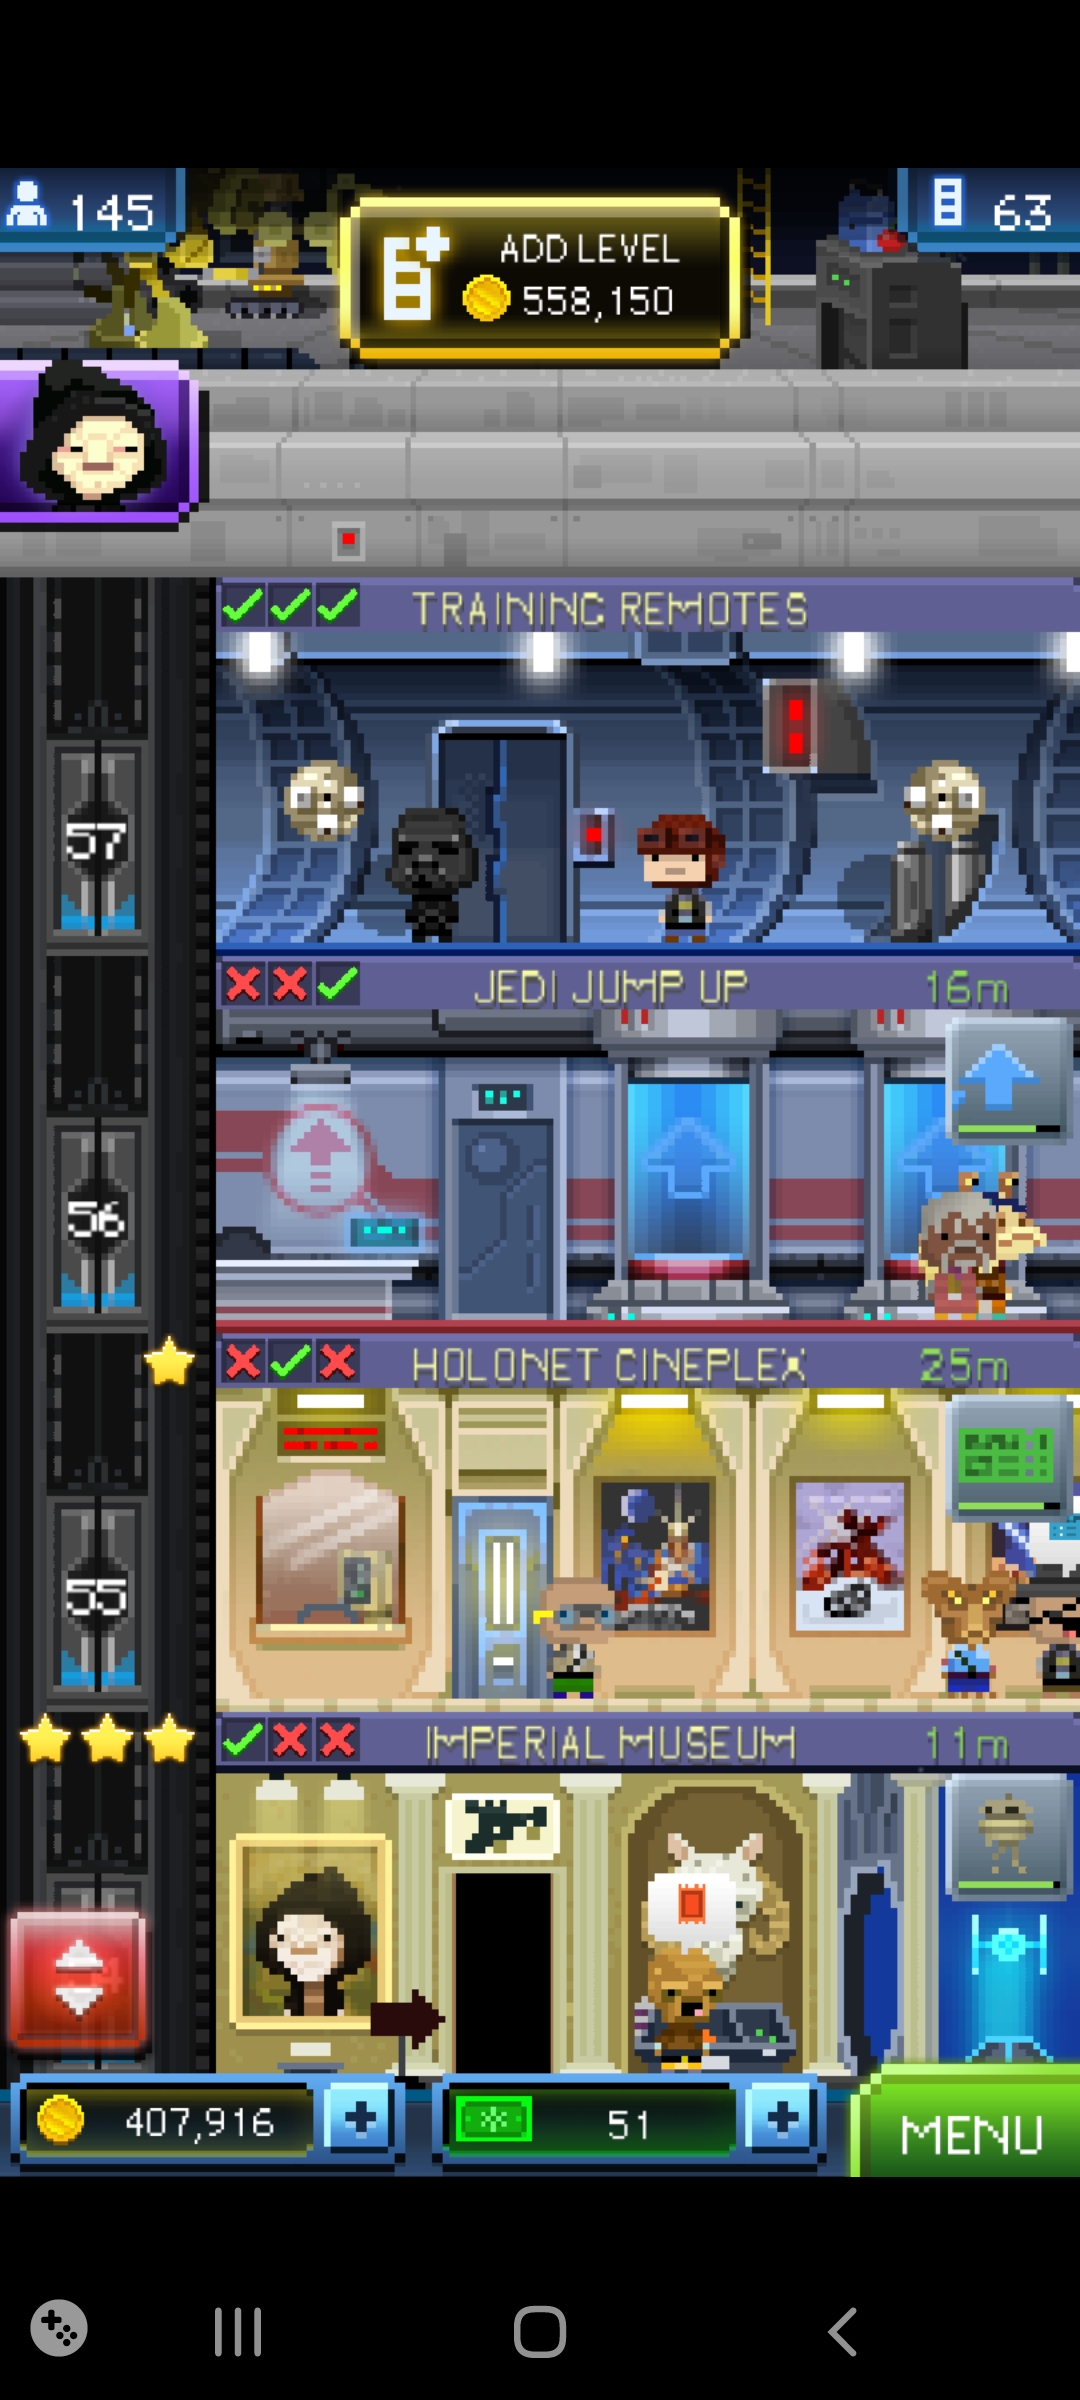 145
63
ADD LEVEL
558,150
TRAINING REMOTES
57
JEDI JUMP UP
16m
56
HOLONET CINEPLEX
25m
55
IMPERIAL MUSEUM
11m
407,916
51
MENU